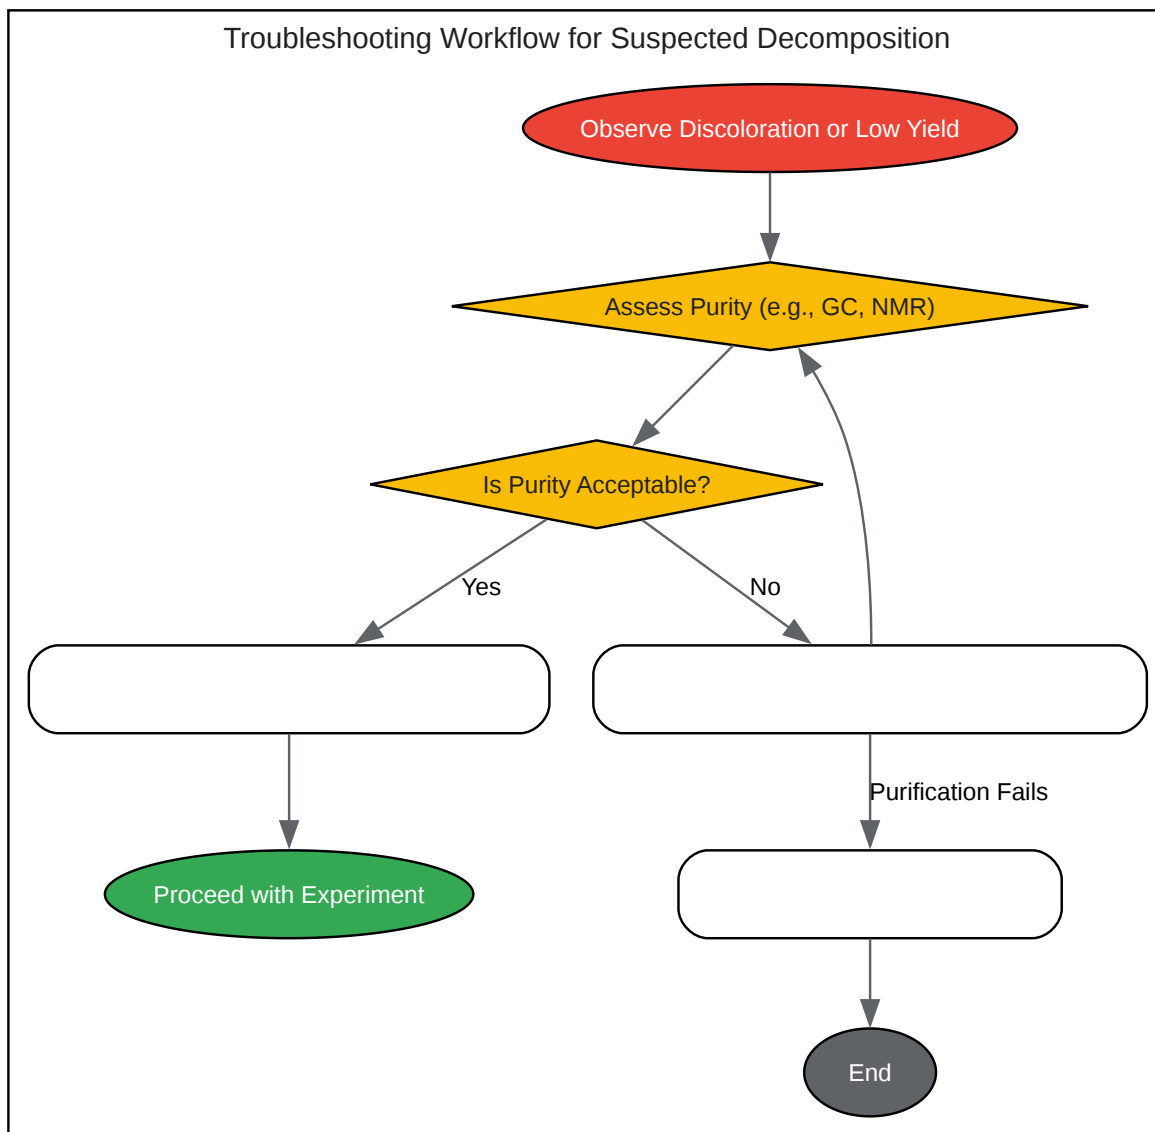 Troubleshooting Workflow for Suspected Decomposition
Observe Discoloration or Low Yield
Assess Purity (e.g., GC, NMR)
Is Purity Acceptable?
Yes
No
Purification Fails
Proceed with Experiment
End